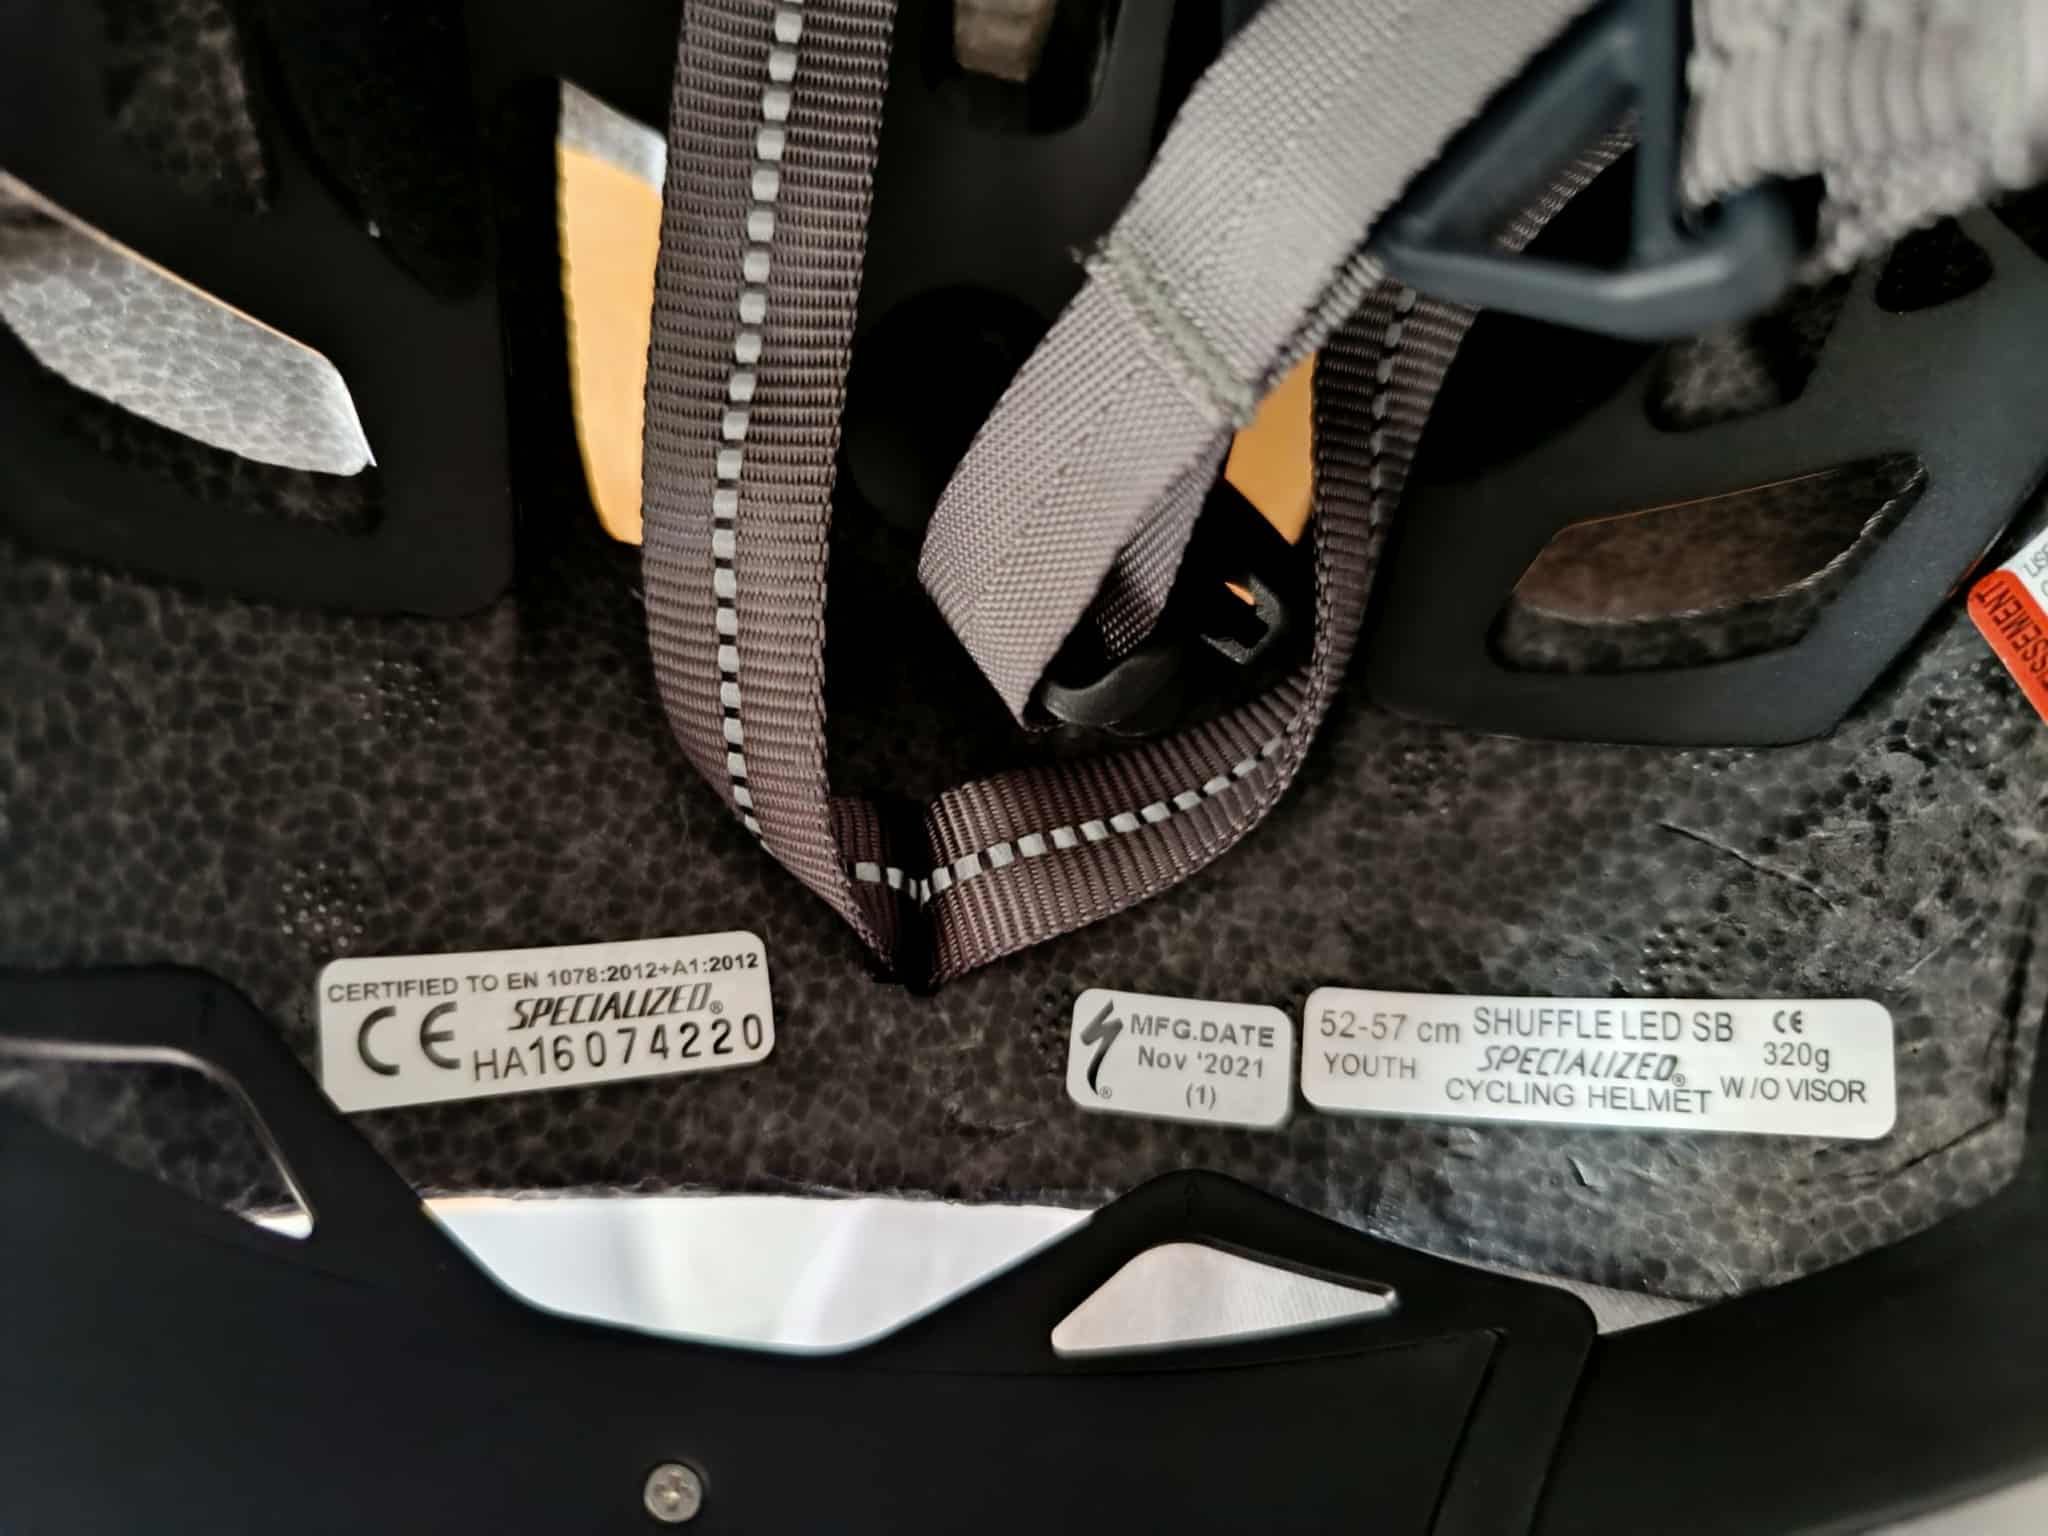 CERTIFIED TO EN 1078:2012+A1:2012
CE SPECIALIZED®
HA16074220
MFG.DATE
Nov '2021
(1)
®
52-57 cm SHUFFLE LED SB CE
YOUTH SPECIALIZED® 320g
CYCLING HELMET W/O VISOR